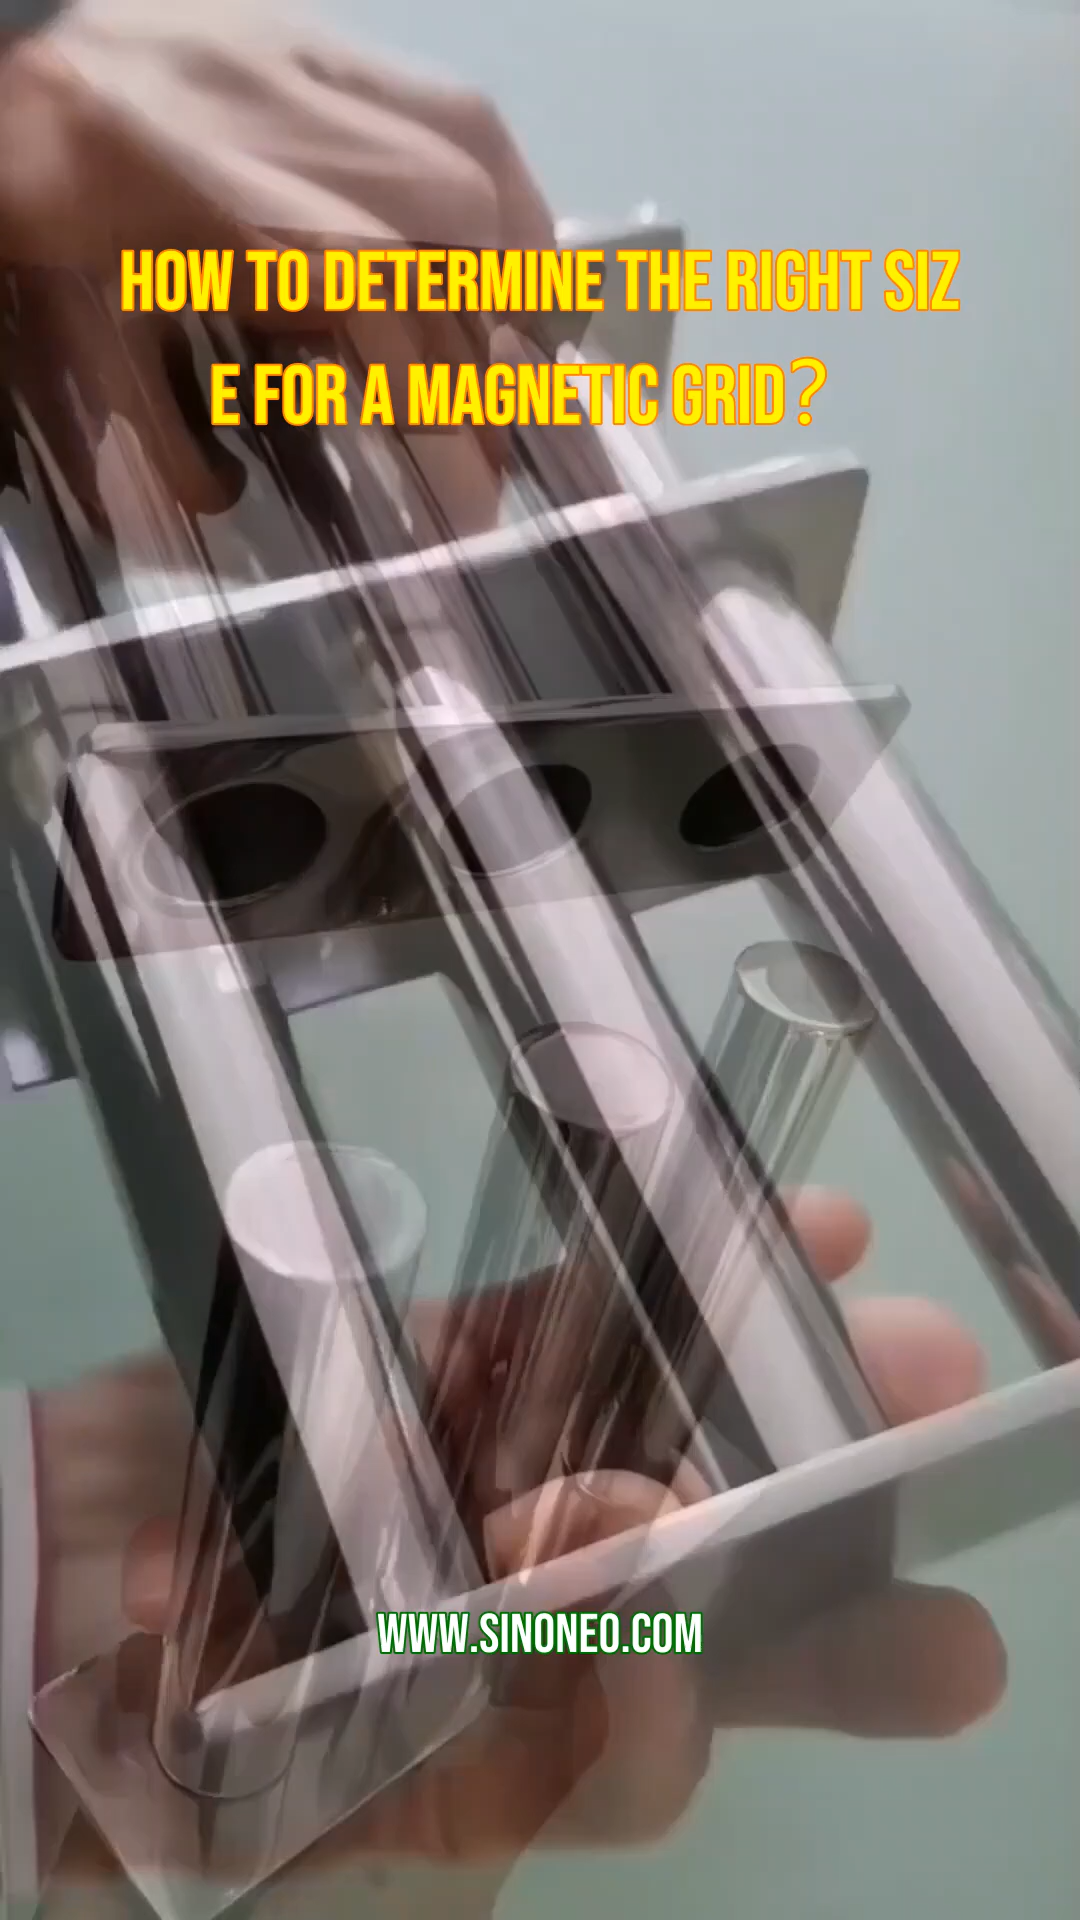 HOW TO DETERMINE THE RIGHT SIZ
E FOR A MAGNETIC GRID？
WWW.SINONEO.COM